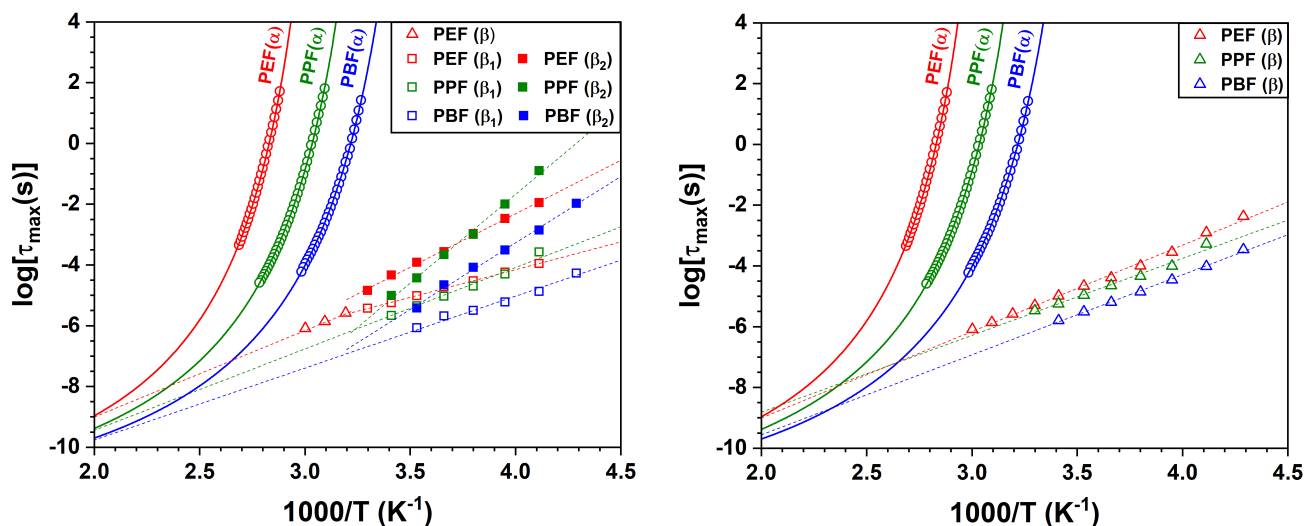 4
2
0
-2
-4
-6
-8
-10
log[τmax(s)]
2.0 2.5 3.0 3.5 4.0 4.5
1000/T (K-1)
PEF(α)
PPF(α)
PBF(α)
PEF (β)
PEF (β1) PEF (β2)
PPF (β1) PPF (β2)
PBF (β1) PBF (β2)
4
2
0
-2
-4
-6
-8
-10
log[τmax(s)]
2.0 2.5 3.0 3.5 4.0 4.5
1000/T (K-1)
PEF(α)
PPF(α)
PBF(α)
PEF (β)
PPF (β)
PBF (β)